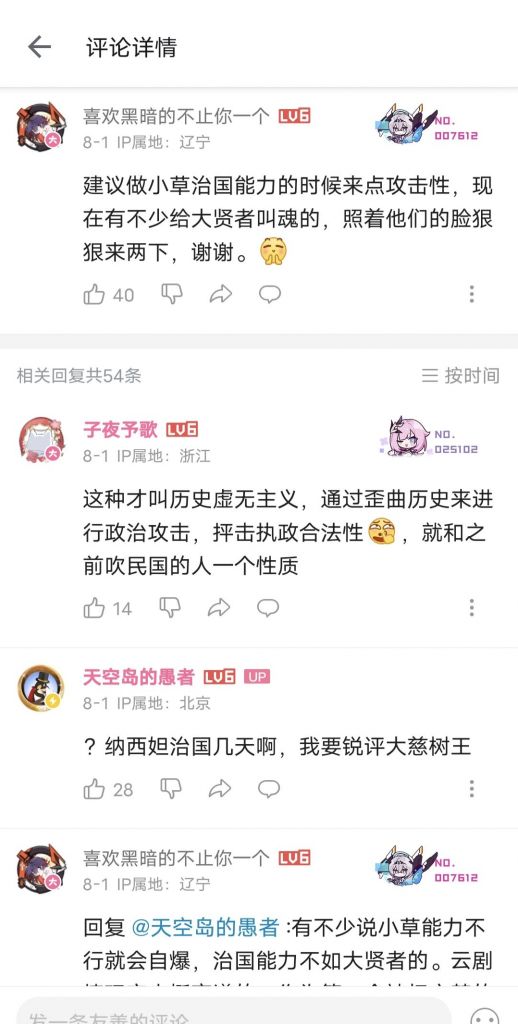 评论详情
喜欢黑暗的不止你一个 LV6
NO.
007612
8-1 IP属地：辽宁
建议做小草治国能力的时候来点攻击性，现
在有不少给大贤者叫魂的，照着他们的脸狠
狠来两下，谢谢。
40
相关回复共54条
按时间
子夜予歌 LV6
NO.
025102
大
8-1 IP属地：浙江
这种才叫历史虚无主义，通过歪曲历史来进
行政治攻击，抨击执政合法性，就和之
前吹民国的人一个性质
14
天空岛的愚者 LV6 UP
8-1 IP属地：北京
？纳西妲治国几天啊，我要锐评大慈树王
28
喜欢黑暗的不止你一个 LV6
NO.
007612
大
8-1 IP属地：辽宁
回复 @天空岛的愚者 :有不少说小草能力不
行就会自爆，治国能力不如大贤者的。云剧